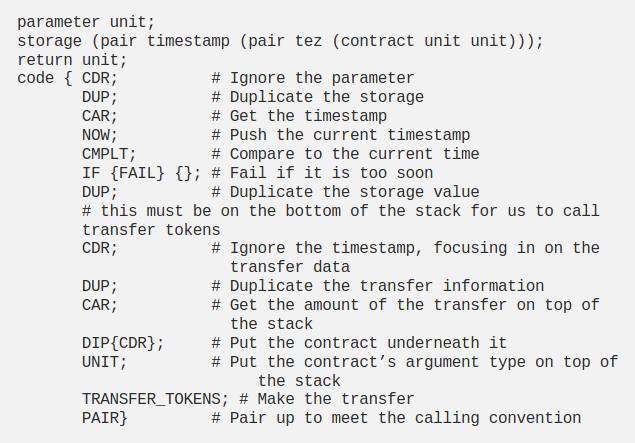 parameter unit;
storage (pair timestamp (pair tez (contract unit unit)));
return unit;
code { CDR;          # Ignore the parameter
       DUP;          # Duplicate the storage
       CAR;          # Get the timestamp
       NOW;          # Push the current timestamp
       CMPLT;        # Compare to the current time
       IF {FAIL} {}; # Fail if it is too soon
       DUP;          # Duplicate the storage value
       # this must be on the bottom of the stack for us to call
       transfer tokens
       CDR;          # Ignore the timestamp, focusing in on the
                       transfer data
       DUP;          # Duplicate the transfer information
       CAR;          # Get the amount of the transfer on top of
                       the stack
       DIP{CDR};     # Put the contract underneath it
       UNIT;         # Put the contract’s argument type on top of
                          the stack
       TRANSFER_TOKENS; # Make the transfer
       PAIR}         # Pair up to meet the calling convention